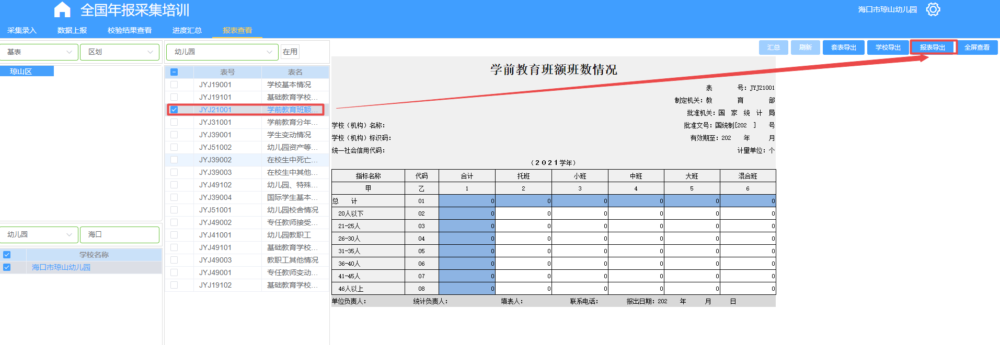 全国年报采集培训
海口市琼山幼儿园
采集录入 数据上报 校验结果查看 进度汇总 报表查看
基表 区划
琼山区
幼儿园 海口
学校名称
海口市琼山幼儿园
幼儿园 在用
表号 表名
JYJ19001 学校基本情况
JYJ19101 基础教育学校...
JYJ21001 学前教育班额...
JYJ31001 学前教育分年...
JYJ39001 学生变动情况
JYJ51002 幼儿园资产等...
JYJ39002 在校生中死亡...
JYJ39003 在校生中其他...
JYJ49102 幼儿园、特殊...
JYJ39004 国际学生基本...
JYJ51001 幼儿园校舍情况
JYJ49002 专任教师接受...
JYJ41001 幼儿园教职工
JYJ49101 基础教育学校...
JYJ49003 教职工其他情况
JYJ49001 专任教师变动...
JYJ19102 基础教育学校...
汇总 刷新 套表导出 学校导出 报表导出 全屏查看
学前教育班额班数情况
表 号：JYJ21001
制定机关：教 育 部
批准机关：国 家 统 计 局
学校（机构）名称： 批准文号：国统制[202 ] 号
学校（机构）标识码： 有效期至：202 年 月
统一社会信用代码： 计量单位：个
（2021学年）
指标名称 代码 合计 托班 小班 中班 大班 混合班
甲 乙 1 2 3 4 5 6
总 计 01 0 0 0 0 0 0
20人以下 02 0 0 0 0 0 0
21-25人 03 0 0 0 0 0 0
26-30人 04 0 0 0 0 0 0
31-35人 05 0 0 0 0 0 0
36-40人 06 0 0 0 0 0 0
41-45人 07 0 0 0 0 0 0
46人以上 08 0 0 0 0 0 0
单位负责人： 统计负责人： 填表人： 联系电话： 报出日期：202 年 月 日